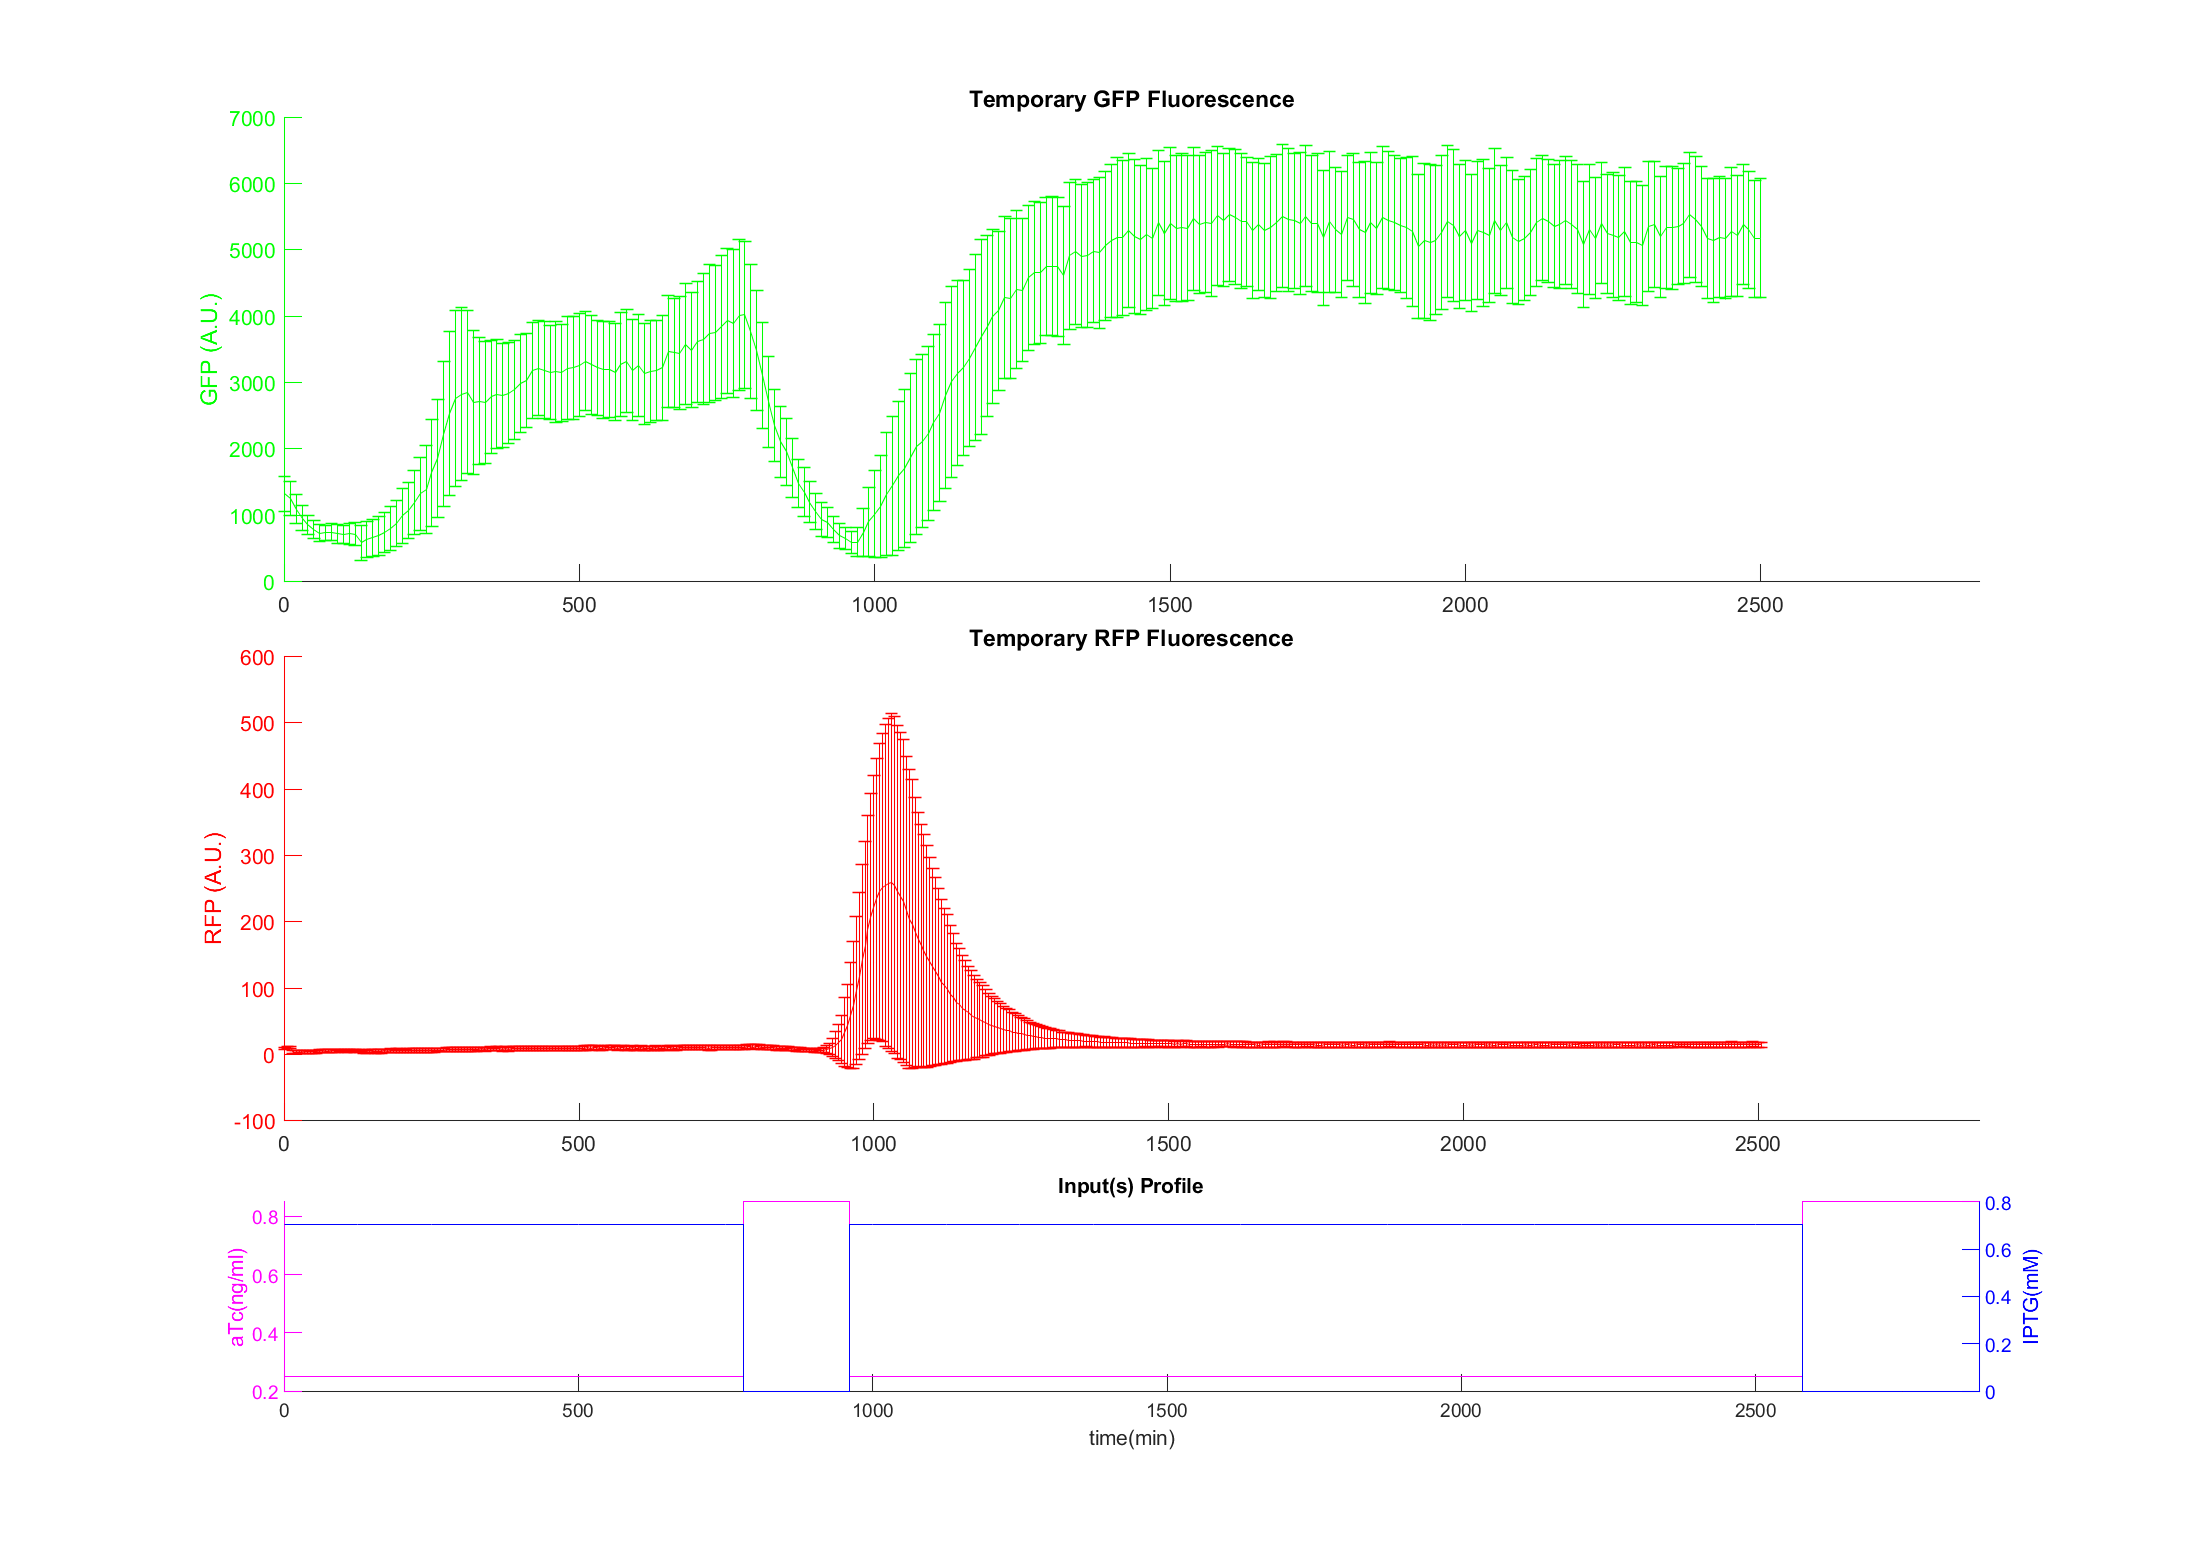 Temporary GFP Fluorescence
7000
6000
5000
4000
3000
2000
1000
0
GFP (A.U.)
0 500 1000 1500 2000 2500
Temporary RFP Fluorescence
600
500
400
300
200
100
0
-100
RFP (A.U.)
0 500 1000 1500 2000 2500
Input(s) Profile
0.8
0.6
0.4
0.2
aTc(ng/ml)
0.8
0.6
0.4
0.2
0
IPTG(mM)
0 500 1000 1500 2000 2500
time(min)